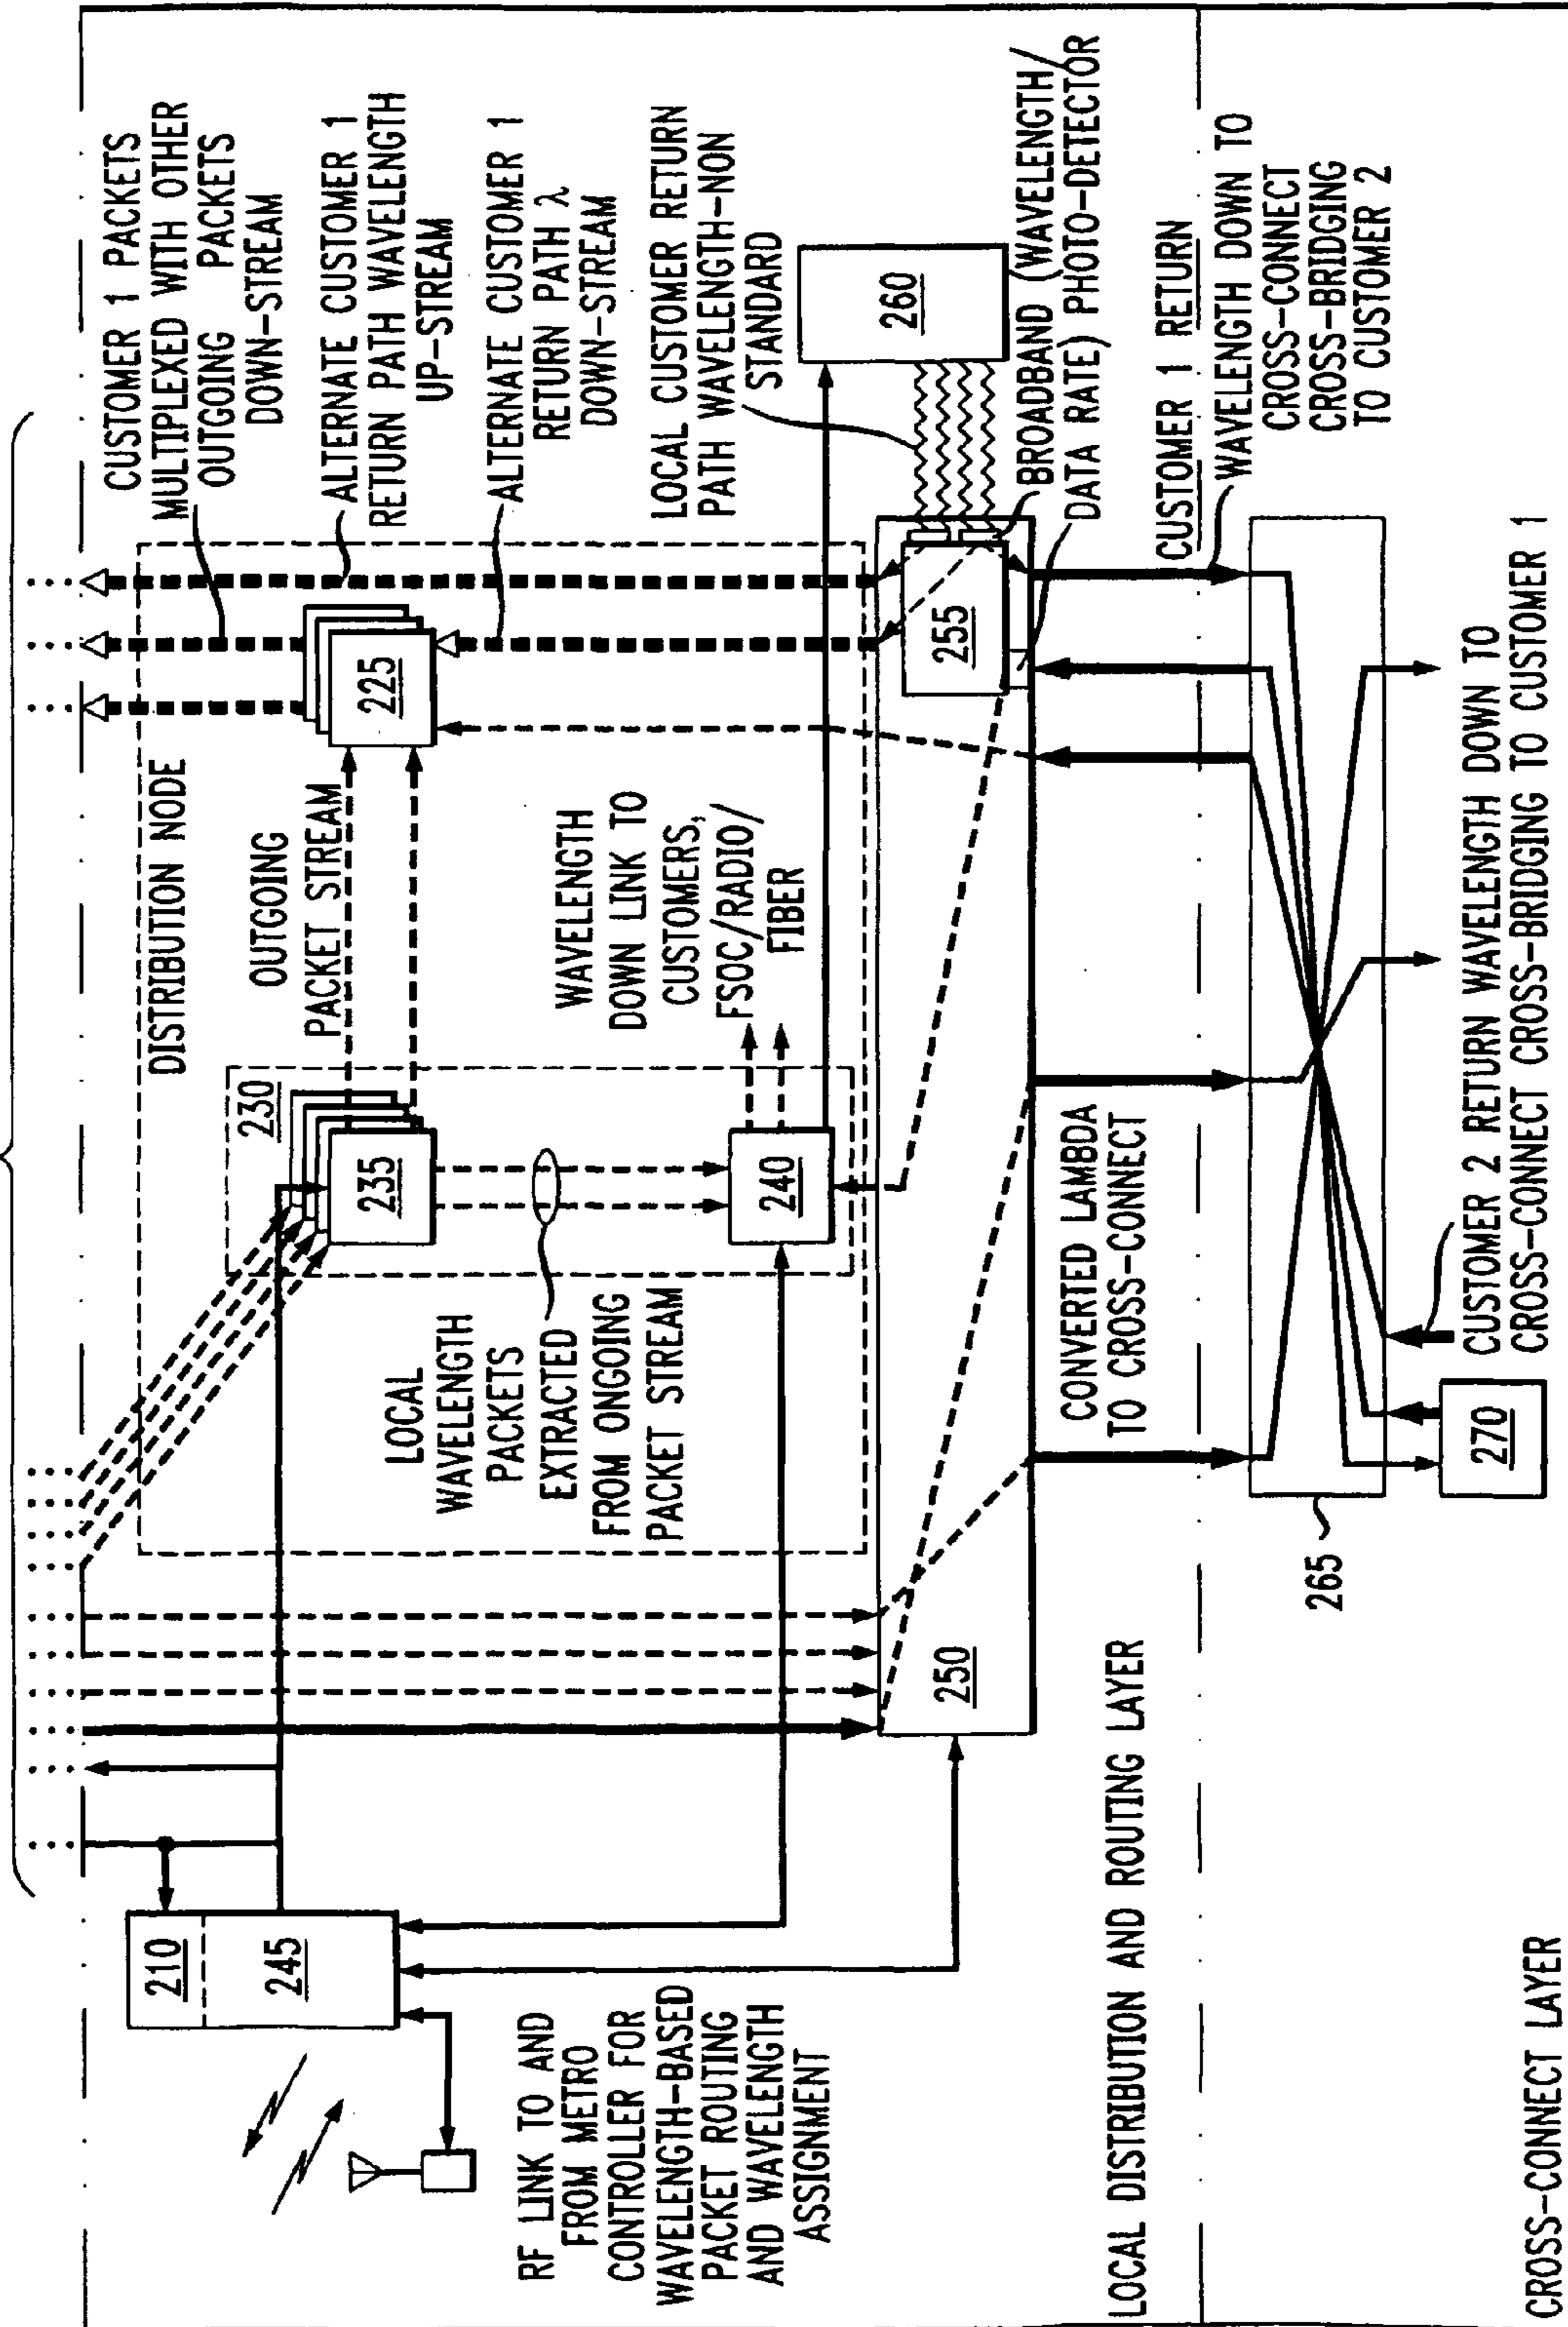 CUSTOMER 1 PACKETS
MULTIPLEXED WITH OTHER
OUTGOING PACKETS
DOWN-STREAM
ALTERNATE CUSTOMER 1
RETURN PATH WAVELENGTH
UP-STREAM
ALTERNATE CUSTOMER 1
RETURN PATH λ
DOWN-STREAM
LOCAL CUSTOMER RETURN
PATH WAVELENGTH-NON
STANDARD
260
BROADBAND (WAVELENGTH/
DATA RATE) PHOTO-DETECTOR
CUSTOMER 1 RETURN
WAVELENGTH DOWN TO
CROSS-CONNECT
CROSS-BRIDGING
TO CUSTOMER 2
DISTRIBUTION NODE
225
255
OUTGOING
PACKET STREAM
WAVELENGTH
DOWN LINK TO
CUSTOMERS,
FSOC/RADIO/
FIBER
230
235
240
LOCAL
WAVELENGTH
PACKETS
EXTRACTED
FROM ONGOING
PACKET STREAM
CONVERTED LAMBDA
TO CROSS-CONNECT
CUSTOMER 2 RETURN WAVELENGTH DOWN TO
CROSS-CONNECT CROSS-BRIDGING TO CUSTOMER 1
270
265
250
210
245
RF LINK TO AND
FROM METRO
CONTROLLER FOR
WAVELENGTH-BASED
PACKET ROUTING
AND WAVELENGTH
ASSIGNMENT
LOCAL DISTRIBUTION AND ROUTING LAYER
CROSS-CONNECT LAYER